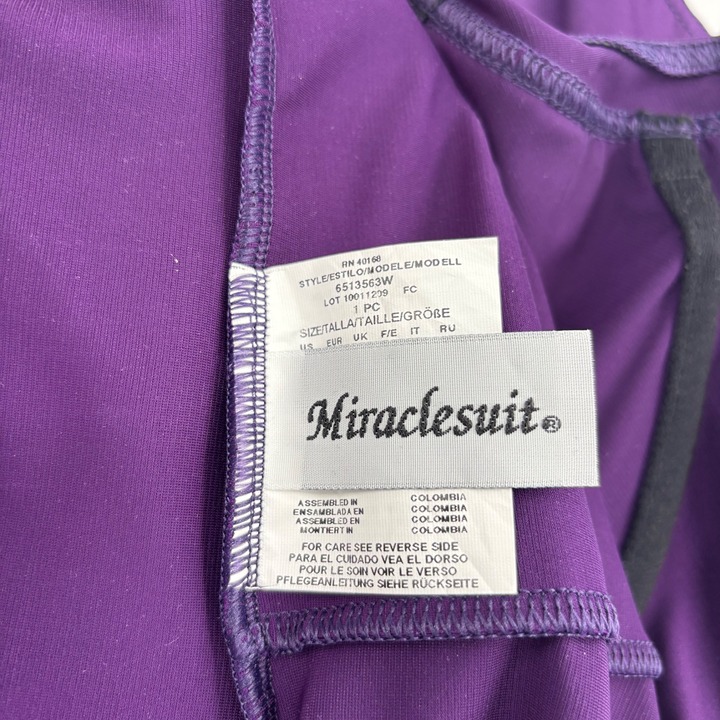 RN 40168
STYLE/ESTILO/MODELE/MODELL
6513563W
LOT 10011299 FC
1 PC
SIZE/TALLA/TAILLE/GRÖßE
US EUR UK F/E IT RU
Miraclesuit®
ASSEMBLED IN COLOMBIA
ENSAMBLADA EN COLOMBIA
ASSEMBLED EN COLOMBIA
MONTIERT IN COLOMBIA
FOR CARE SEE REVERSE SIDE
PARA EL CUIDADO VEA EL DORSO
POUR LE SOIN VOIR LE VERSO
PFLEGEANLEITUNG SIEHE RÜCKSEITE